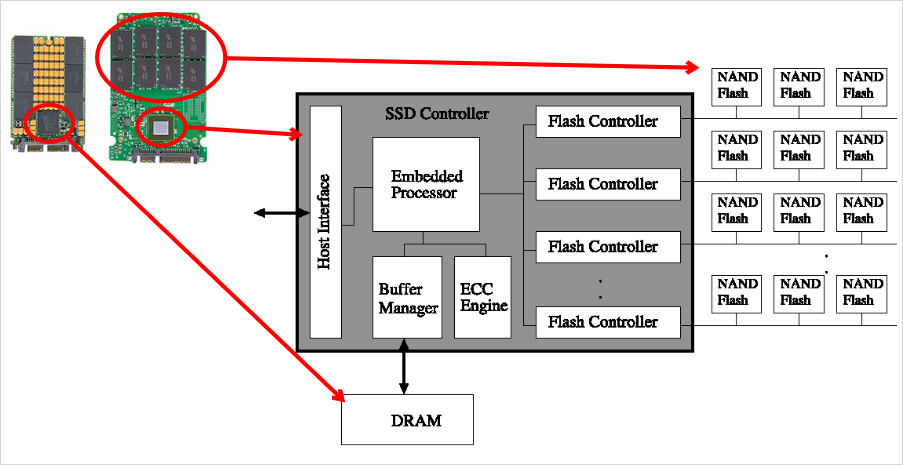 SSD Controller
Host Interface
Embedded
Processor
Buffer
Manager
ECC
Engine
Flash Controller
Flash Controller
Flash Controller
Flash Controller
DRAM
NAND
Flash
NAND
Flash
NAND
Flash
NAND
Flash
NAND
Flash
NAND
Flash
NAND
Flash
NAND
Flash
NAND
Flash
NAND
Flash
NAND
Flash
NAND
Flash